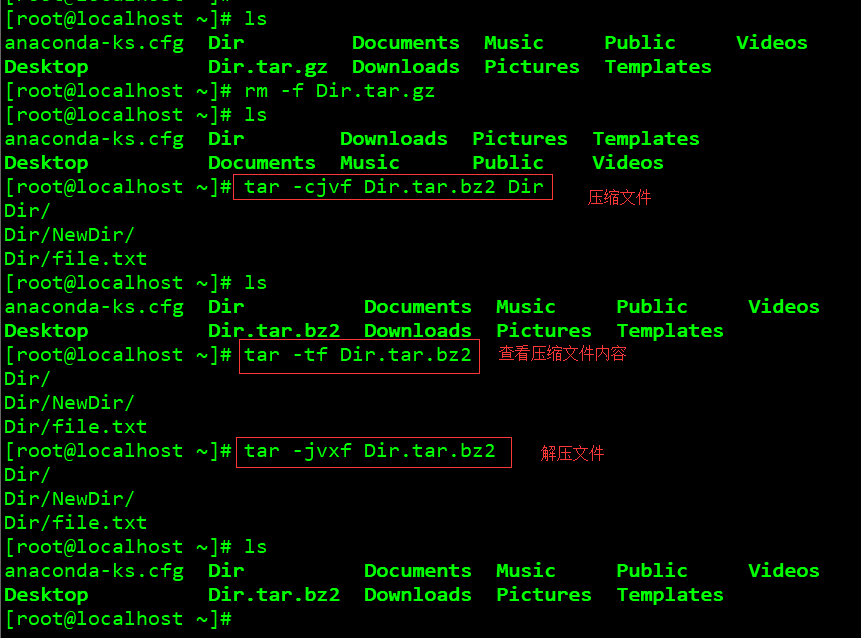 [root@localhost ~]# ls
anaconda-ks.cfg  Dir         Documents  Music     Public     Videos
Desktop          Dir.tar.gz  Downloads  Pictures  Templates
[root@localhost ~]# rm -f Dir.tar.gz
[root@localhost ~]# ls
anaconda-ks.cfg  Dir        Downloads  Pictures  Templates
Desktop          Documents  Music      Public    Videos
[root@localhost ~]# tar -cjvf Dir.tar.bz2 Dir 压缩文件
Dir/
Dir/NewDir/
Dir/file.txt
[root@localhost ~]# ls
anaconda-ks.cfg  Dir          Documents  Music     Public     Videos
Desktop          Dir.tar.bz2  Downloads  Pictures  Templates
[root@localhost ~]# tar -tf Dir.tar.bz2 查看压缩文件内容
Dir/
Dir/NewDir/
Dir/file.txt
[root@localhost ~]# tar -jvxf Dir.tar.bz2 解压文件
Dir/
Dir/NewDir/
Dir/file.txt
[root@localhost ~]# ls
anaconda-ks.cfg  Dir          Documents  Music     Public     Videos
Desktop          Dir.tar.bz2  Downloads  Pictures  Templates
[root@localhost ~]#